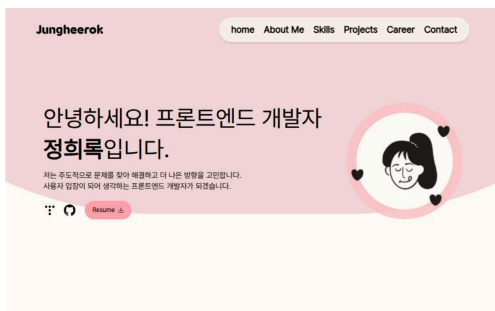 Jungheerok
home About Me Skills Projects Career Contact
안녕하세요! 프론트엔드 개발자
정희록입니다.
저는 주도적으로 문제를 찾아 해결하고 더 나은 방향을 고민합니다.
사용자 입장이 되어 생각하는 프론트엔드 개발자가 되겠습니다.
Resume